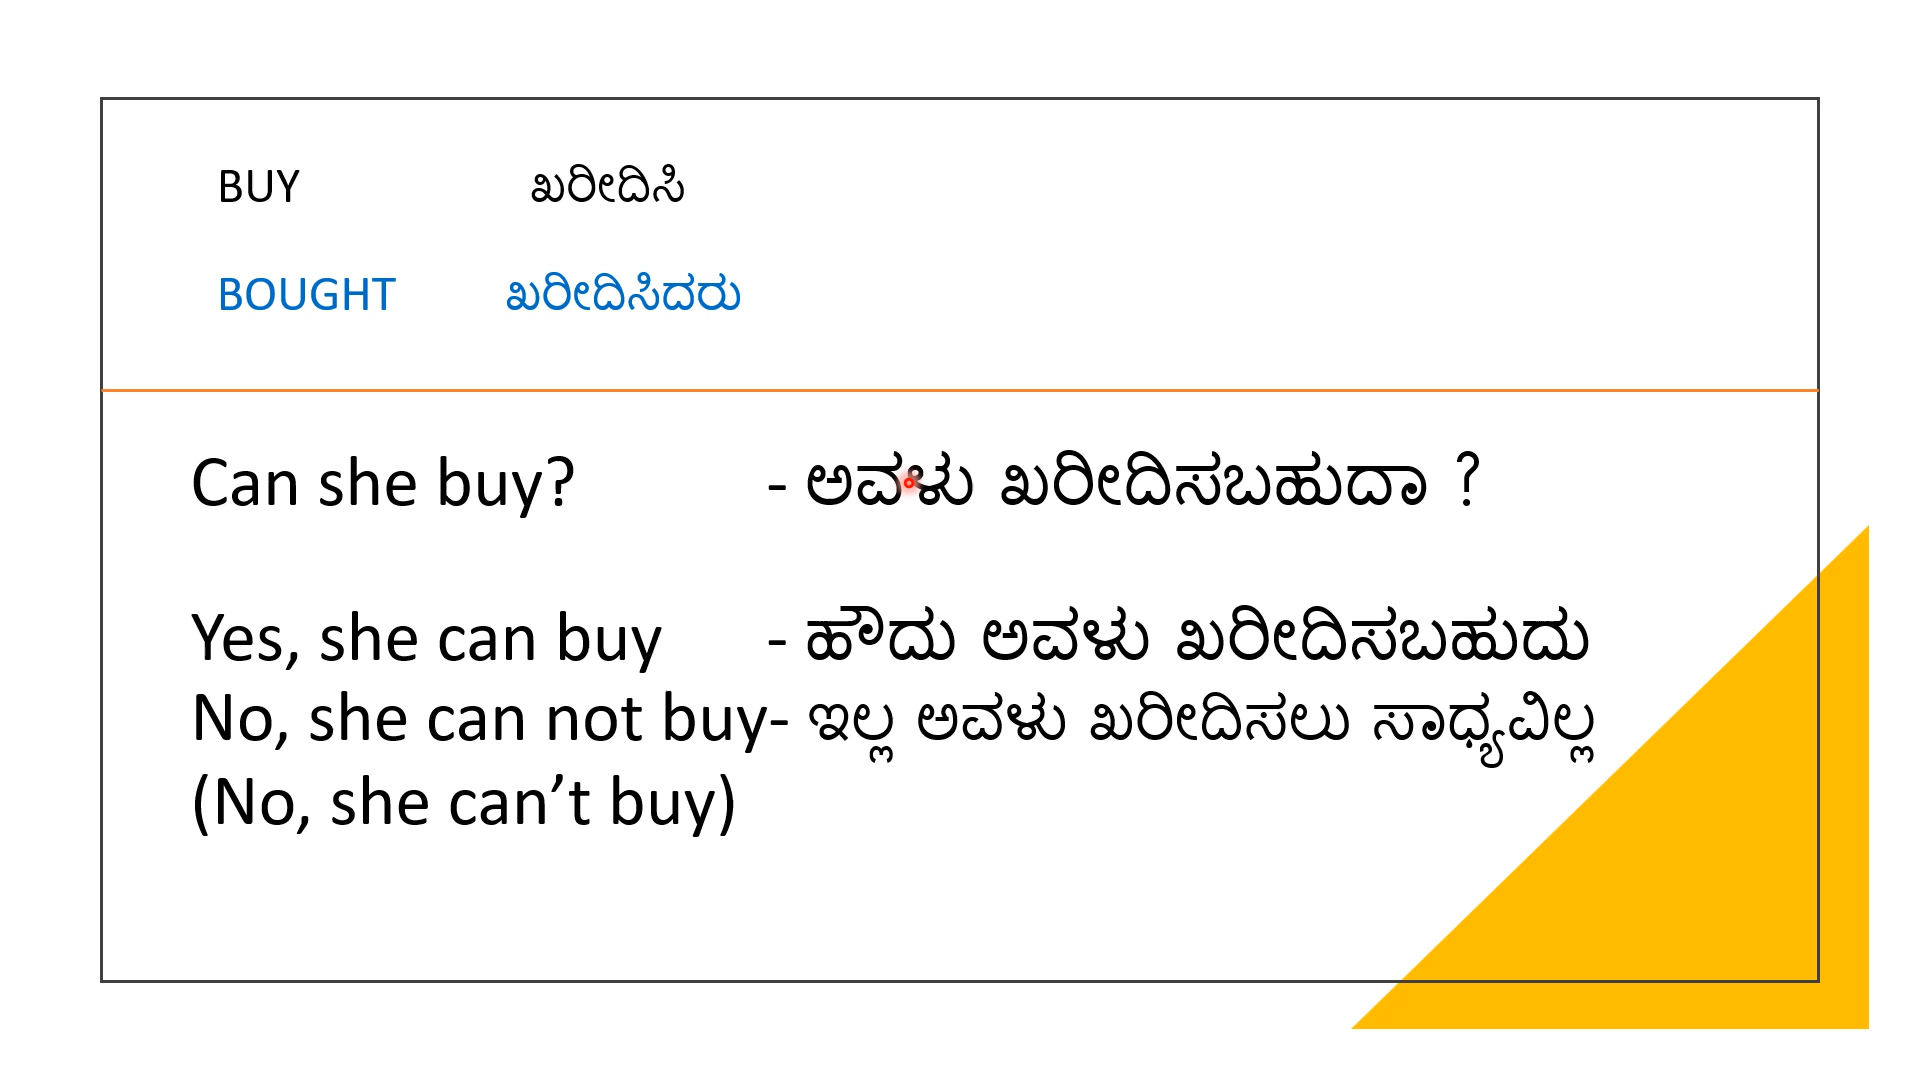 BUY ಖರೀದಿಸಿ
BOUGHT ಖರೀದಿಸಿದರು
Can she buy? - ಅವಳು ಖರೀದಿಸಬಹುದಾ ?
Yes, she can buy - ಹೌದು ಅವಳು ಖರೀದಿಸಬಹುದು
No, she can not buy- ಇಲ್ಲ ಅವಳು ಖರೀದಿಸಲು ಸಾಧ್ಯವಿಲ್ಲ
(No, she can’t buy)